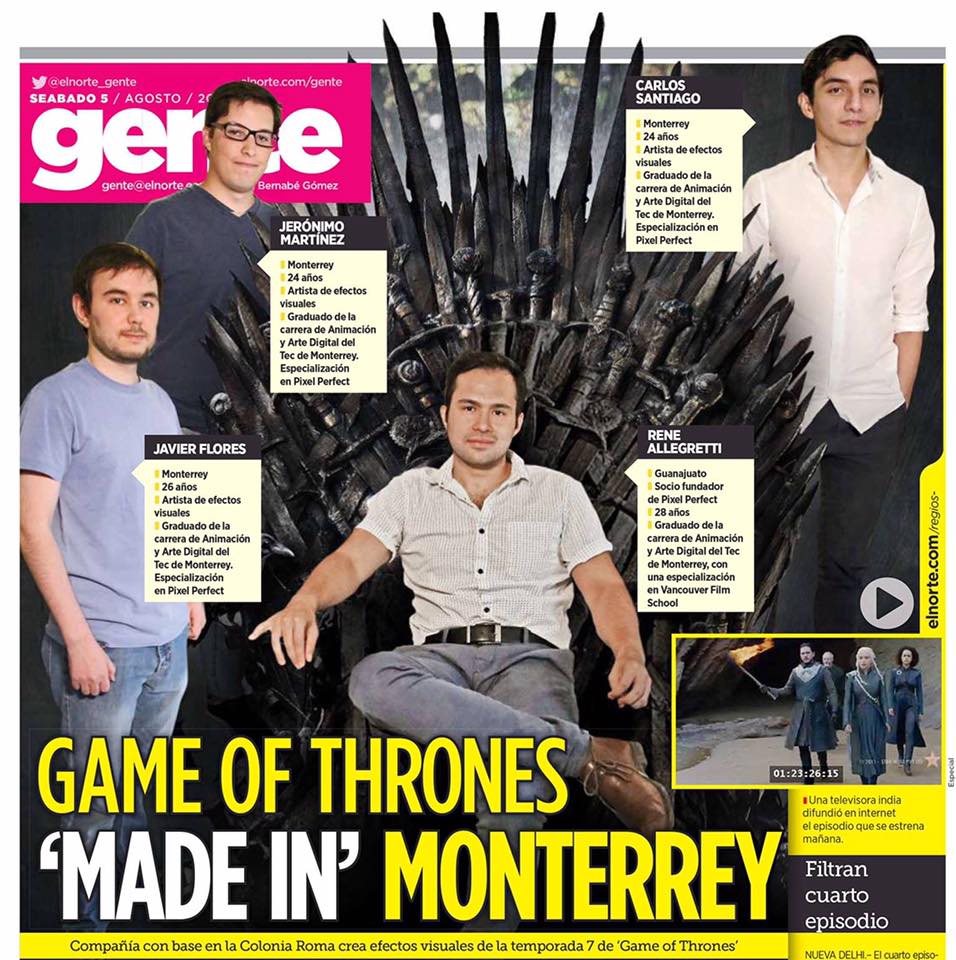 @elnorte_gente
elnorte.com/gente
SEABADO 5 / AGOSTO /
gente
gente@elnorte
Bernabé Gómez
CARLOS
SANTIAGO
Monterrey
24 años
Artista de efectos
visuales
Graduado de la
carrera de Animación
y Arte Digital del
Tec de Monterrey.
Especialización en
Pixel Perfect
JERÓNIMO
MARTÍNEZ
Monterrey
24 años
Artista de efectos
visuales
Graduado de la
carrera de Animación
y Arte Digital del
Tec de Monterrey.
Especialización
en Pixel Perfect
JAVIER FLORES
Monterrey
26 años
Artista de efectos
visuales
Graduado de la
carrera de Animación
y Arte Digital del
Tec de Monterrey.
Especialización
en Pixel Perfect
RENE
ALLEGRETTI
Guanajuato
Socio fundador
de Pixel Perfect
28 años
Graduado de la
carrera de Animación
y Arte Digital del Tec
de Monterrey, con
una especialización
en Vancouver Film
School
elnorte.com/regios-
01:23:26:15
Especial
GAME OF THRONES
‘MADE IN’ MONTERREY
Compañía con base en la Colonia Roma crea efectos visuales de la temporada 7 de ‘Game of Thrones’
Una televisora india
difundió en internet
el episodio que se estrena
mañana.
Filtran
cuarto
episodio
NUEVA DELHI.- El cuarto episo-